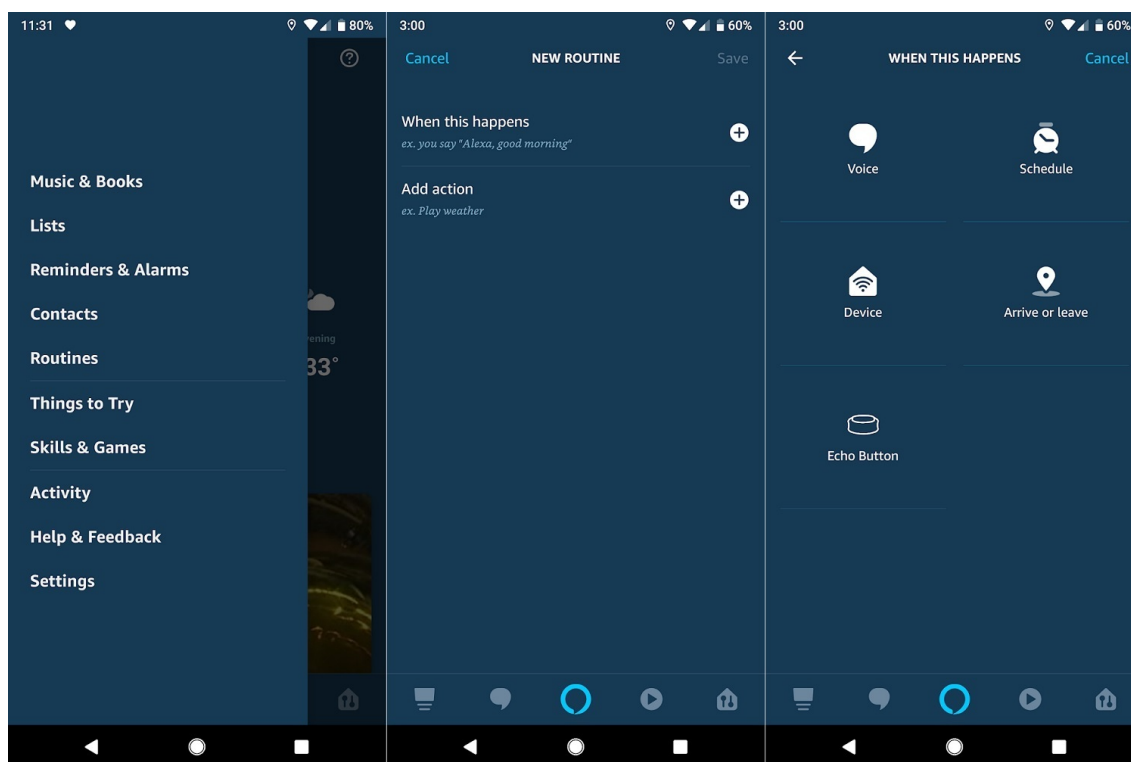 11:31
80%
Music & Books
Lists
Reminders & Alarms
Contacts
Routines
Things to Try
Skills & Games
Activity
Help & Feedback
Settings
?
ening
33°
3:00
60%
Cancel
NEW ROUTINE
Save
When this happens
ex. you say "Alexa, good morning"
Add action
ex. Play weather
3:00
60%
WHEN THIS HAPPENS
Cancel
Voice
Schedule
Device
Arrive or leave
Echo Button